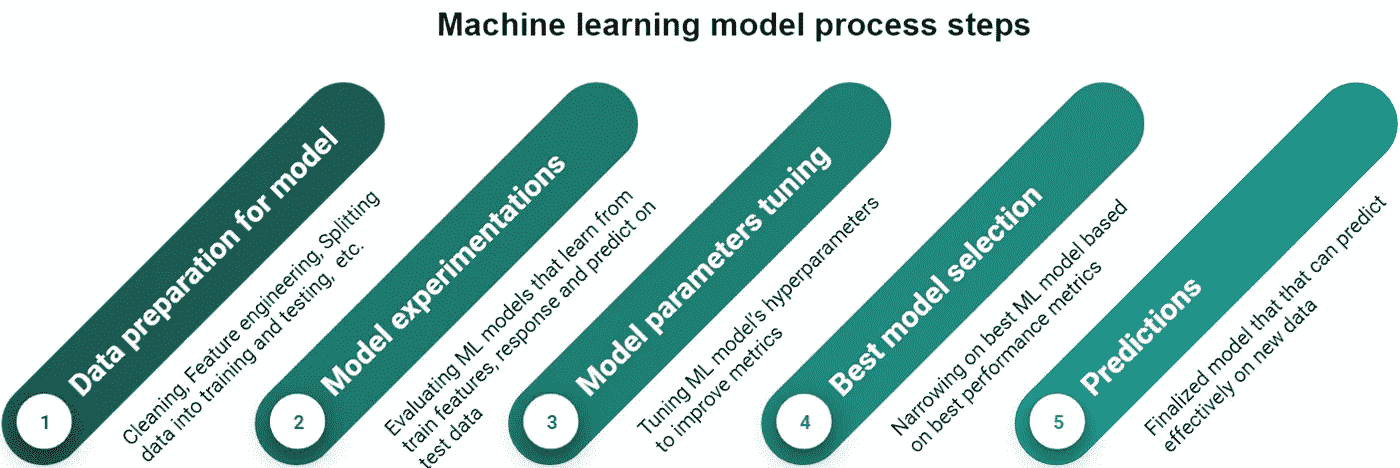 Machine learning model process steps
1
Data preparation for model
Cleaning, Feature engineering, Splitting
data into training and testing, etc.
2
Model experimentations
Evaluating ML models that learn from
train features, response and predict on
test data
3
Model parameters tuning
Tuning ML model's hyperparameters
to improve metrics
4
Best model selection
Narrowing on best ML model based
on best performance metrics
5
Predictions
Finalized model that that can predict
effectively on new data